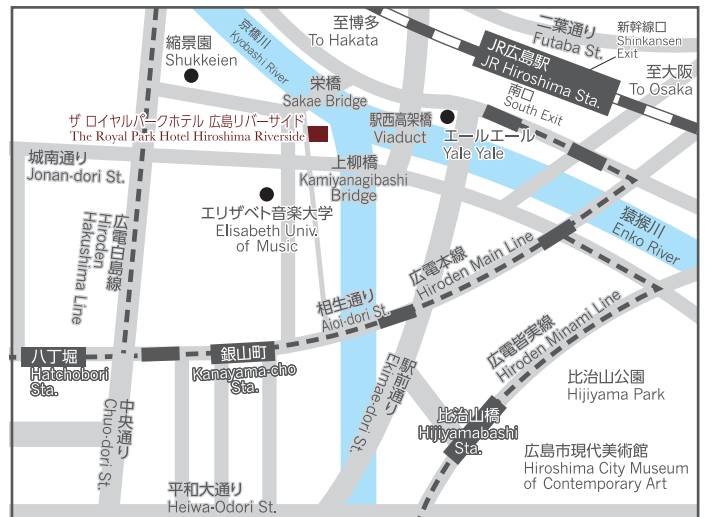 京橋川
Kyobashi River
至博多
To Hakata
二葉通り
Futaba St.
新幹線口
Shinkansen
Exit
縮景園
Shukkeien
JR広島駅
JR Hiroshima Sta.
至大阪
To Osaka
栄橋
Sakae Bridge
南口
South Exit
ザ ロイヤルパークホテル 広島リバーサイド
The Royal Park Hotel Hiroshima Riverside
駅西高架橋
Viaduct
エールエール
Yale Yale
城南通り
Jonan-dori St.
上柳橋
Kamiyanagibashi
Bridge
エリザベト音楽大学
Elisabeth Univ.
of Music
猿猴川
Enko River
広電白島線
Hiroden
Hakushima Line
相生通り
Aioi-dori St.
広電本線
Hiroden Main Line
広電皆実線
Hiroden Minami Line
八丁堀
Hatchobori
Sta.
銀山町
Kanayama-cho
Sta.
駅前通り
Ekimae-dori St.
比治山公園
Hijiyama Park
中央通り
Chuo-dori St.
比治山橋
Hijiyamabashi
Sta.
広島市現代美術館
Hiroshima City Museum
of Contemporary Art
平和大通り
Heiwa-Odori St.